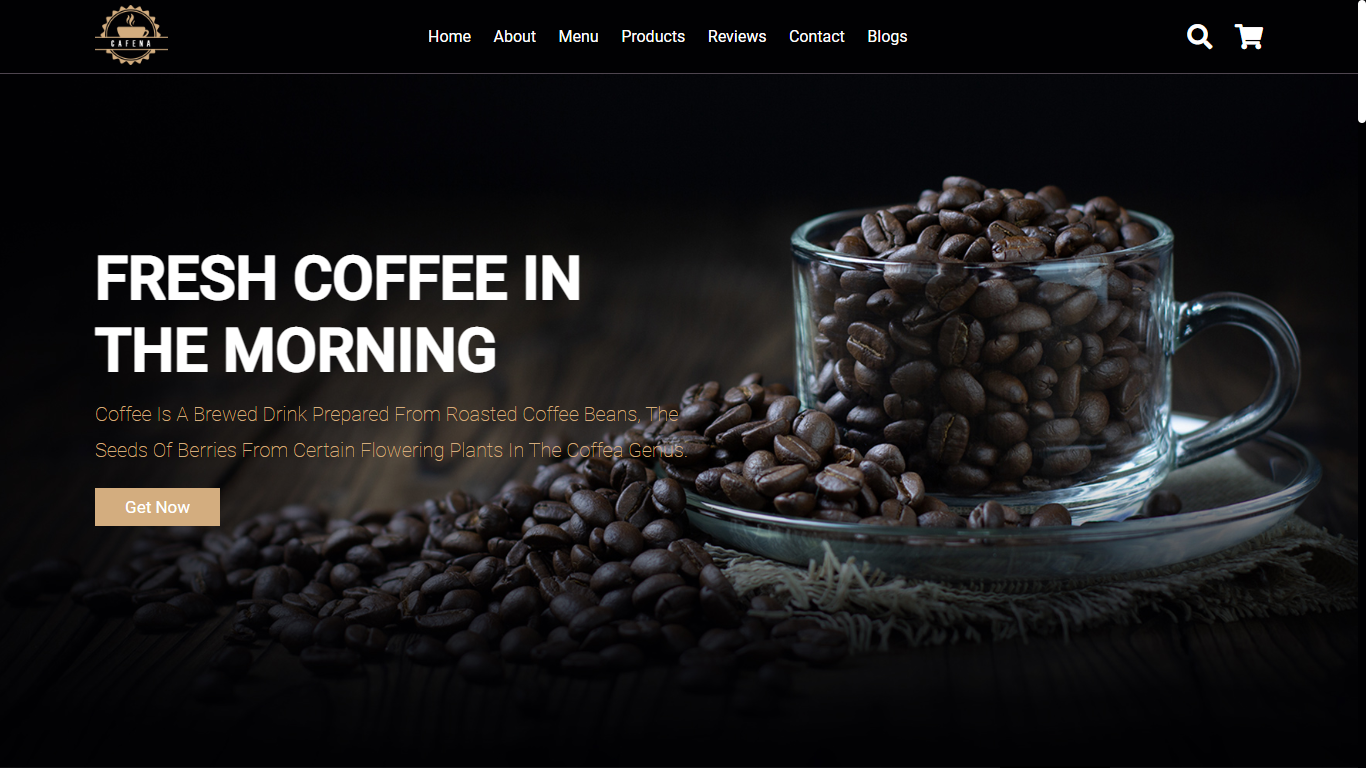 CAFENA
Home About Menu Products Reviews Contact Blogs
FRESH COFFEE IN
THE MORNING
Coffee Is A Brewed Drink Prepared From Roasted Coffee Beans, The
Seeds Of Berries From Certain Flowering Plants In The Coffea Genus.
Get Now